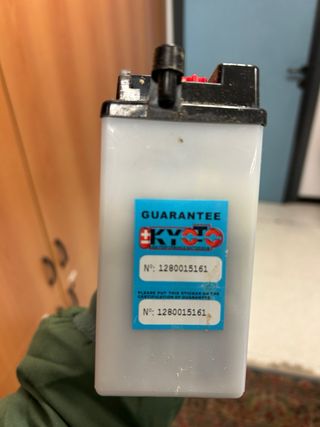 GUARANTEE
KYOTO
Nº: 1280015161
PLEASE PUT THIS STICKER ON THE
CERTIFICATION OF GUARANTEE
Nº: 1280015161